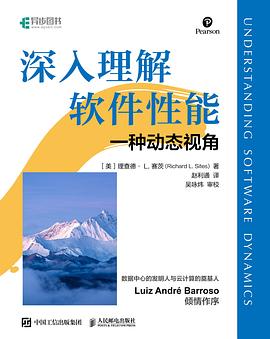 异步图书
www.epubit.com
Pearson
深入理解
软件性能
一种动态视角
[美] 理查德·L. 赛茨 (Richard L. Sites) 著
赵利通 译
吴咏炜 审校
UNDERSTANDING SOFTWARE DYNAMICS
数据中心的发明人与云计算的奠基人
Luiz André Barroso
倾情作序
中国工信出版集团
人民邮电出版社
POSTS & TELECOM PRESS